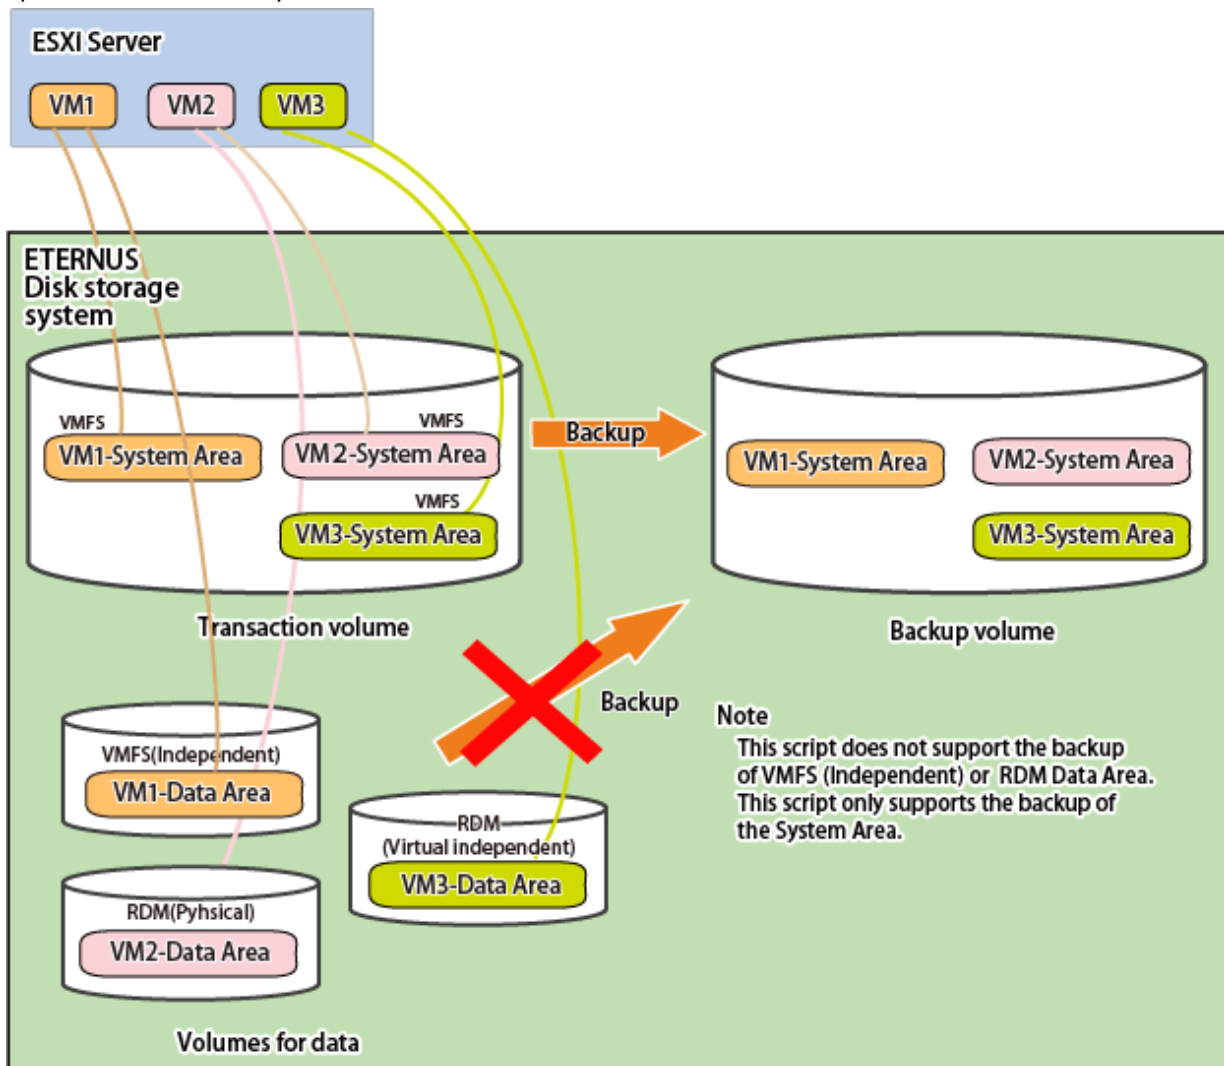 ESXI Server
VM1
VM2
VM3
ETERNUS
Disk storage
system
VMFS
VMFS
VM1-System Area
VM2-System Area
VMFS
VM3-System Area
Backup
VM1-System Area
VM2-System Area
VM3-System Area
Transaction volume
Backup volume
Backup
VMFS(Independent)
VM1-Data Area
RDM
(Virtual independent)
VM3-Data Area
RDM(Pyhsical)
VM2-Data Area
Volumes for data
Note
This script does not support the backup
of VMFS (Independent) or RDM Data Area.
This script only supports the backup of
the System Area.